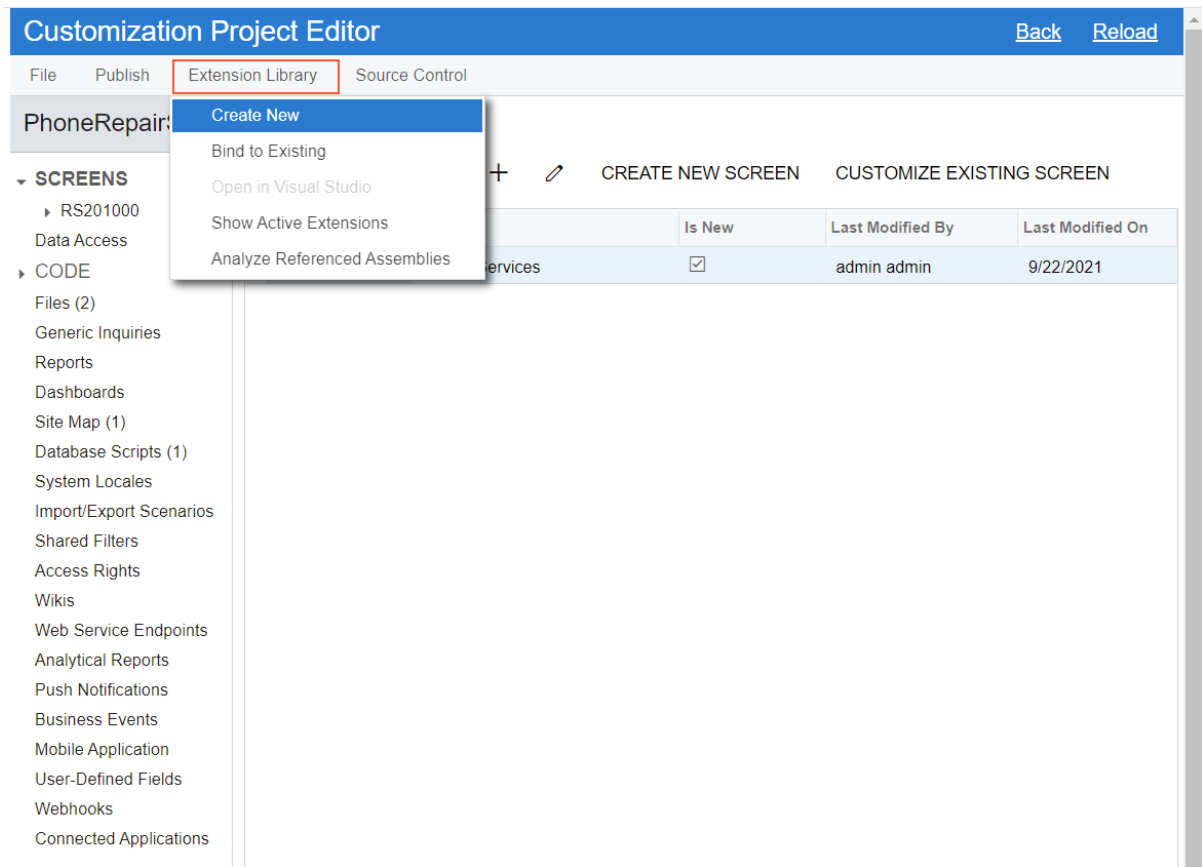 Customization Project Editor Back Reload
File Publish Extension Library Source Control
Create New
Bind to Existing
Open in Visual Studio
Show Active Extensions
Analyze Referenced Assemblies
SCREENS
RS201000
Data Access
CODE
Files (2)
Generic Inquiries
Reports
Dashboards
Site Map (1)
Database Scripts (1)
System Locales
Import/Export Scenarios
Shared Filters
Access Rights
Wikis
Web Service Endpoints
Analytical Reports
Push Notifications
Business Events
Mobile Application
User-Defined Fields
Webhooks
Connected Applications
CREATE NEW SCREEN CUSTOMIZE EXISTING SCREEN
Is New Last Modified By Last Modified On
admin admin 9/22/2021